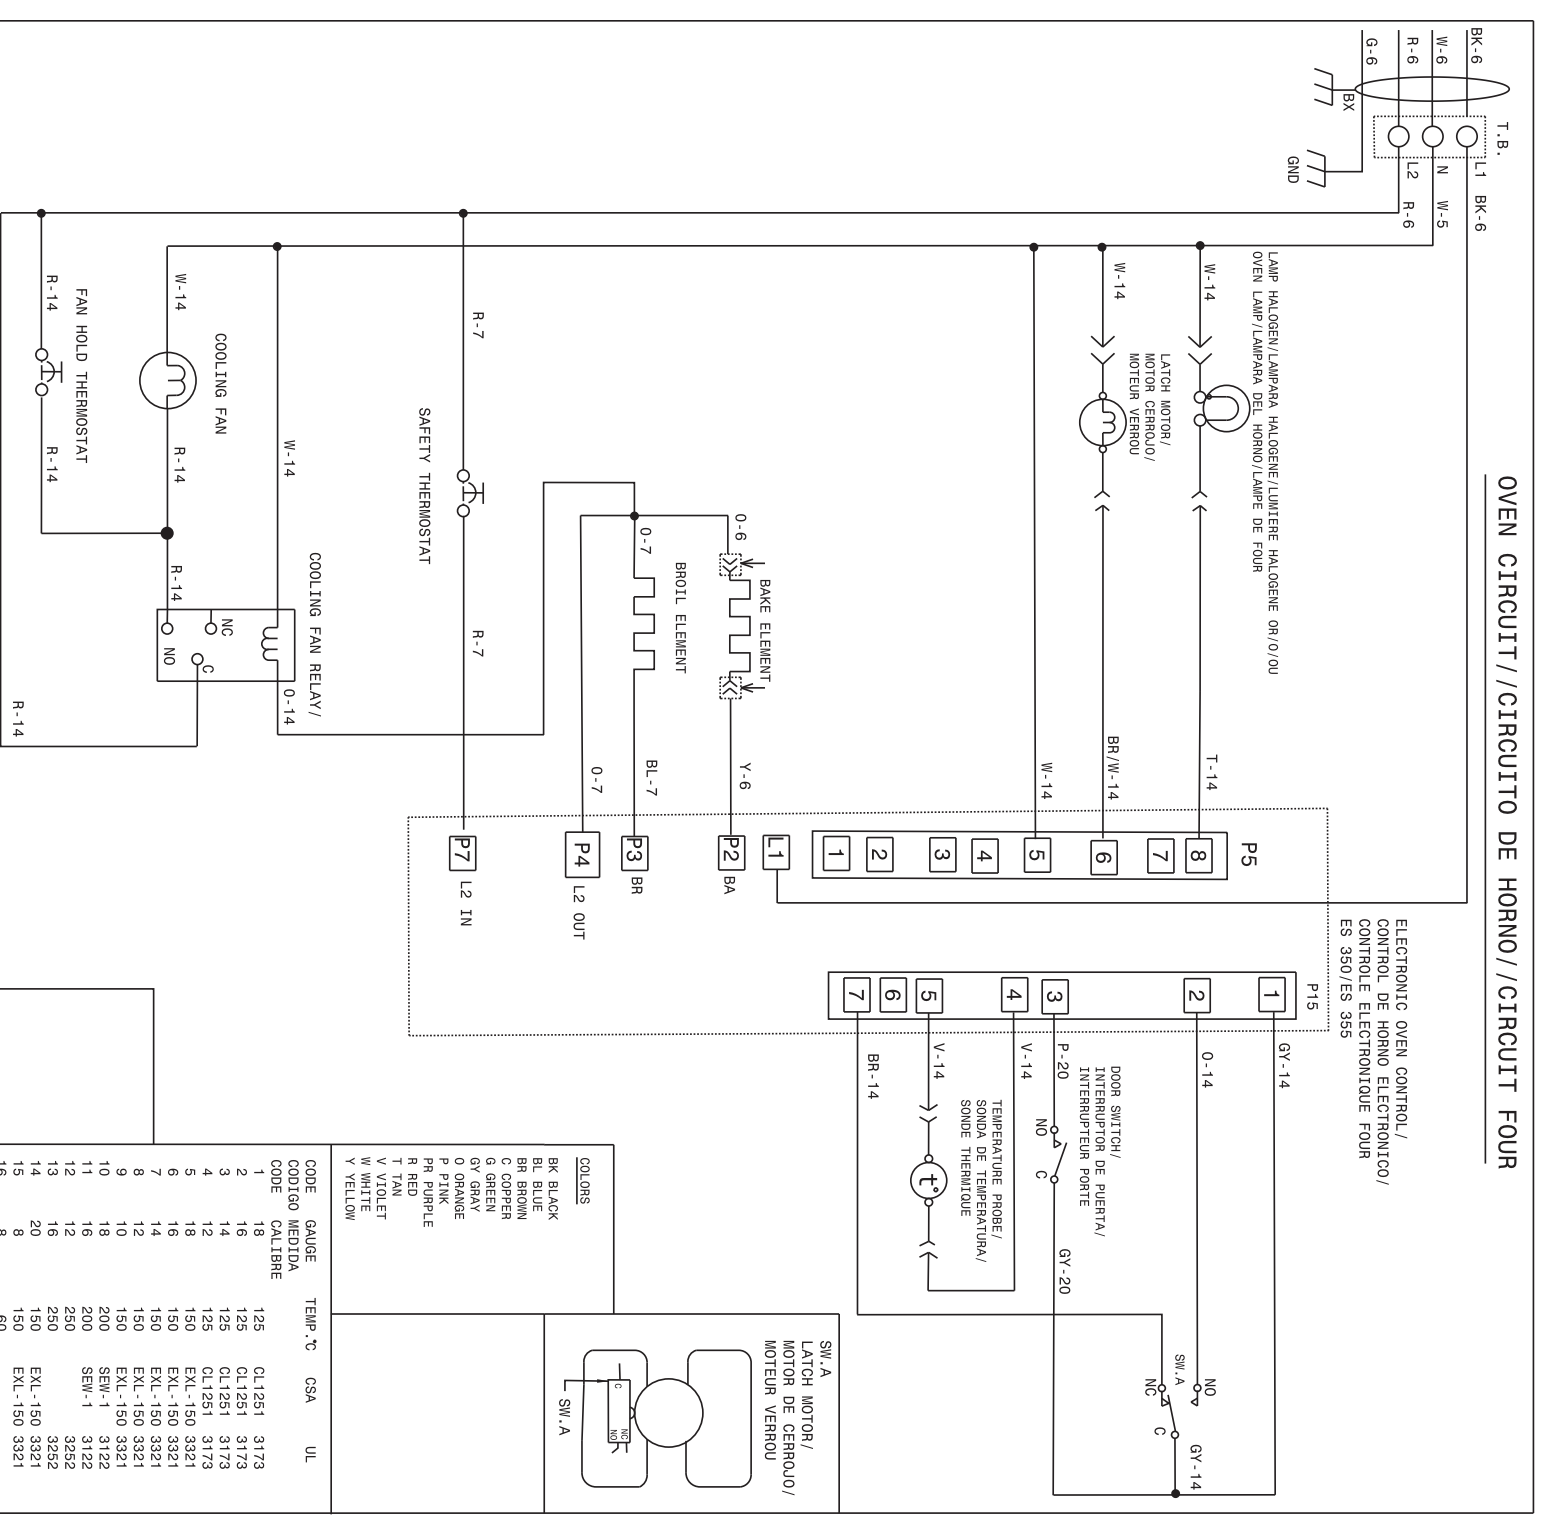 OVEN CIRCUIT//CIRCUITO DE HORNO//CIRCUIT FOUR
BK-6
W-6
R-6
G-6
BX
T.B.
GND
L1
N
L2
BK-6
W-5
R-6
LAMP HALOGEN/LAMPARA HALOGENE/LUMIERE HALOGENE OR/O/OU
OVEN LAMP/LAMPARA DEL HORNO/LAMPE DE FOUR
W-14
T-14
LATCH MOTOR/
MOTOR CERROJO/
MOTEUR VERROU
W-14
BR/W-14
W-14
BAKE ELEMENT
O-6
Y-6
BROIL ELEMENT
O-7
BL-7
O-7
SAFETY THERMOSTAT
R-7
R-7
COOLING FAN RELAY/
W-14
O-14
NC
NO
C
COOLING FAN
W-14
R-14
R-14
FAN HOLD THERMOSTAT
R-14
R-14
R-14
ELECTRONIC OVEN CONTROL/
CONTROL DE HORNO ELECTRONICO/
CONTROLE ELECTRONIQUE FOUR
ES 350/ES 355
P5
8
7
6
5
4
3
2
1
L1
P2 BA
P3 BR
P4 L2 OUT
P7 L2 IN
P15
1
2
3
4
5
6
7
GY-14
O-14
P-20
V-14
V-14
BR-14
DOOR SWITCH/
INTERRUPTOR DE PUERTA/
INTERRUPTEUR PORTE
NO
C
GY-20
TEMPERATURE PROBE/
SONDA DE TEMPERATURA/
SONDE THERMIQUE
t°
NO
SW.A
NC
C
GY-14
SW.A
LATCH MOTOR/
MOTOR DE CERROJO/
MOTEUR VERROU
C
NC
NO
SW.A
COLORS
BK BLACK
BL BLUE
BR BROWN
C COPPER
G GREEN
GY GRAY
O ORANGE
P PINK
PR PURPLE
R RED
T TAN
V VIOLET
W WHITE
Y YELLOW
CODE GAUGE TEMP.°C CSA UL
CODIGO MEDIDA
CODE CALIBRE
1 18 125 CL1251 3173
2 16 125 CL1251 3173
3 14 125 CL1251 3173
4 12 125 CL1251 3173
5 18 150 EXL-150 3321
6 16 150 EXL-150 3321
7 14 150 EXL-150 3321
8 12 150 EXL-150 3321
9 10 150 EXL-150 3321
10 18 200 SEW-1 3122
11 16 200 SEW-1 3122
12 12 250 3252
13 16 250 3252
14 20 150 EXL-150 3321
15 8 150 EXL-150 3321